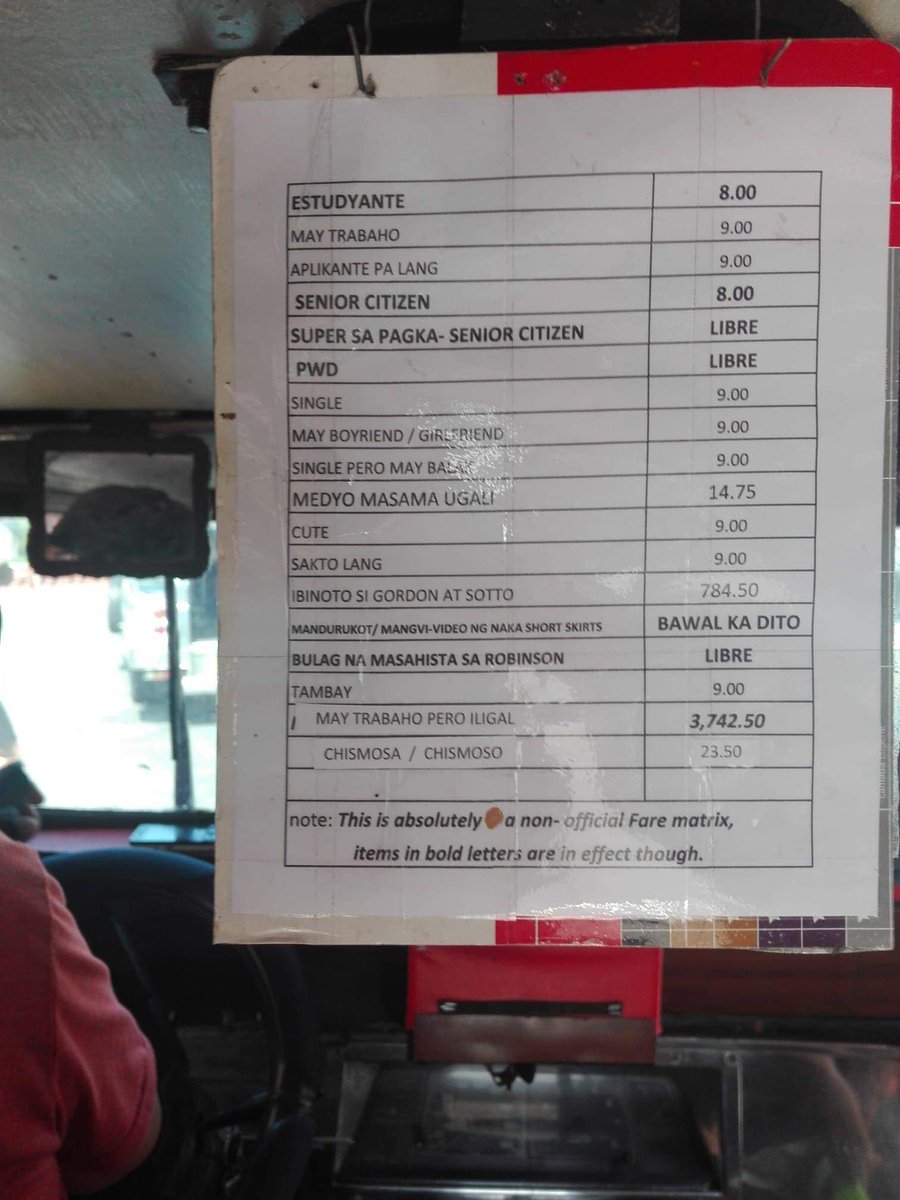 ESTUDYANTE 8.00
MAY TRABAHO 9.00
APLIKANTE PA LANG 9.00
SENIOR CITIZEN 8.00
SUPER SA PAGKA- SENIOR CITIZEN LIBRE
PWD LIBRE
SINGLE 9.00
MAY BOYRIEND / GIRLFRIEND 9.00
SINGLE PERO MAY BALAK 9.00
MEDYO MASAMA UGALI 14.75
CUTE 9.00
SAKTO LANG 9.00
IBINOTO SI GORDON AT SOTTO 784.50
MANDURUKOT/ MANGVI-VIDEO NG NAKA SHORT SKIRTS BAWAL KA DITO
BULAG NA MASAHISTA SA ROBINSON LIBRE
TAMBAY 9.00
I MAY TRABAHO PERO ILIGAL 3,742.50
CHISMOSA / CHISMOSO 23.50
note: This is absolutely a non- official Fare matrix,
items in bold letters are in effect though.